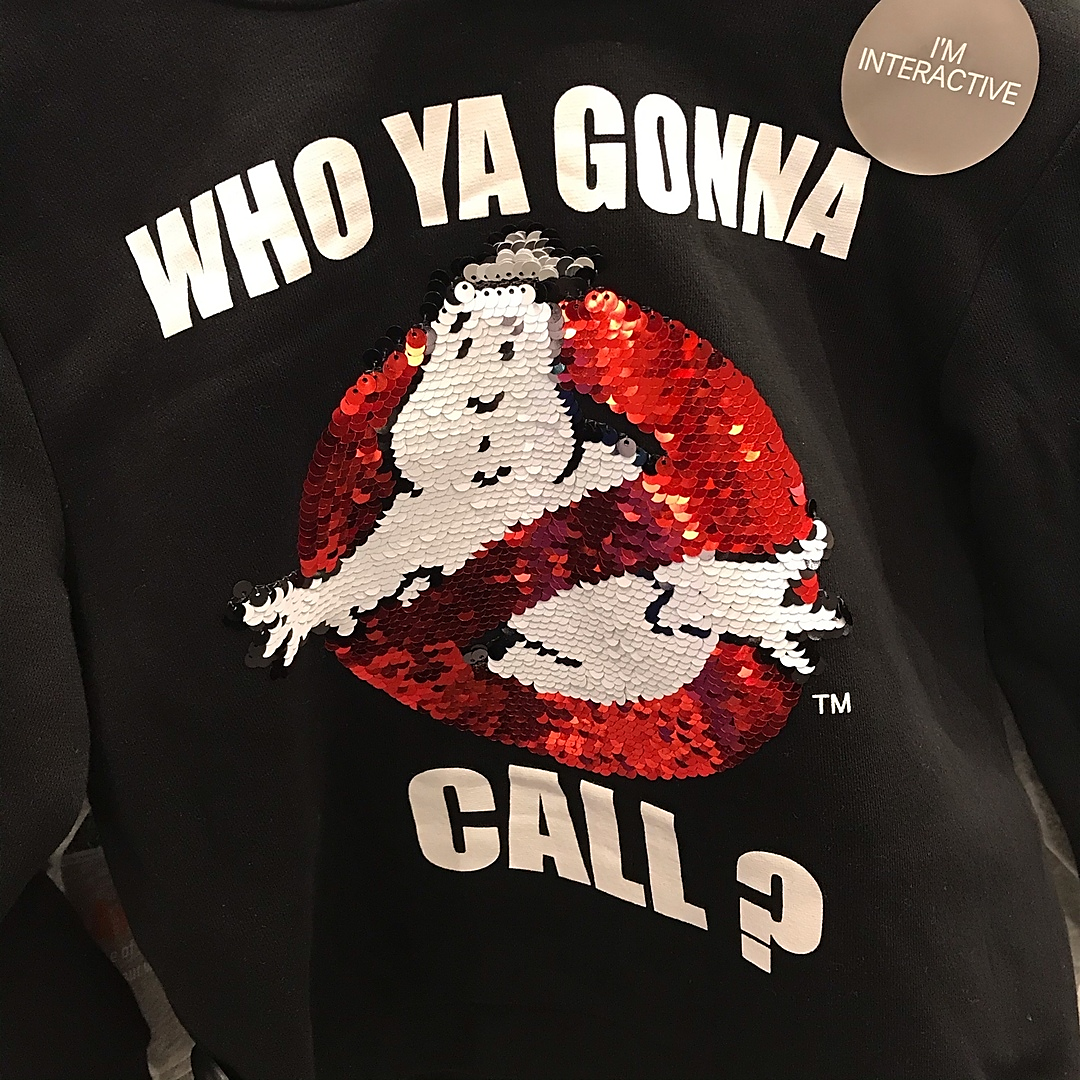 I'M
INTERACTIVE
WHO YA GONNA
TM
CALL ?